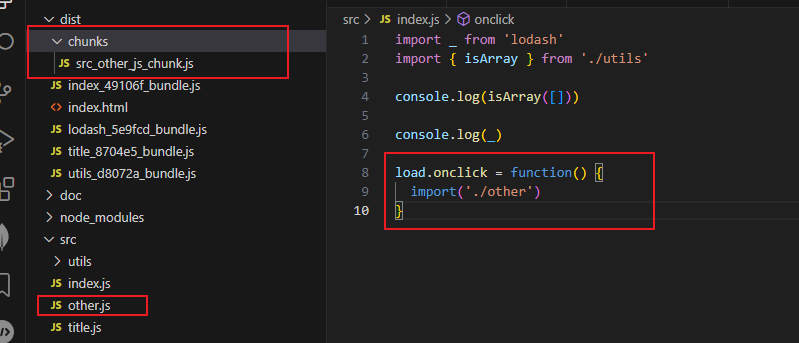 dist
chunks
JS src_other_js_chunk.js
JS index_49106f_bundle.js
<> index.html
JS lodash_5e9fcd_bundle.js
JS title_8704e5_bundle.js
JS utils_d8072a_bundle.js
doc
node_modules
src
utils
JS index.js
JS other.js
JS title.js
src > JS index.js > onclick
1 import _ from 'lodash'
2 import { isArray } from './utils'
3
4 console.log(isArray([]))
5
6 console.log(_)
7
8 load.onclick = function() {
9 import('./other')
10 }